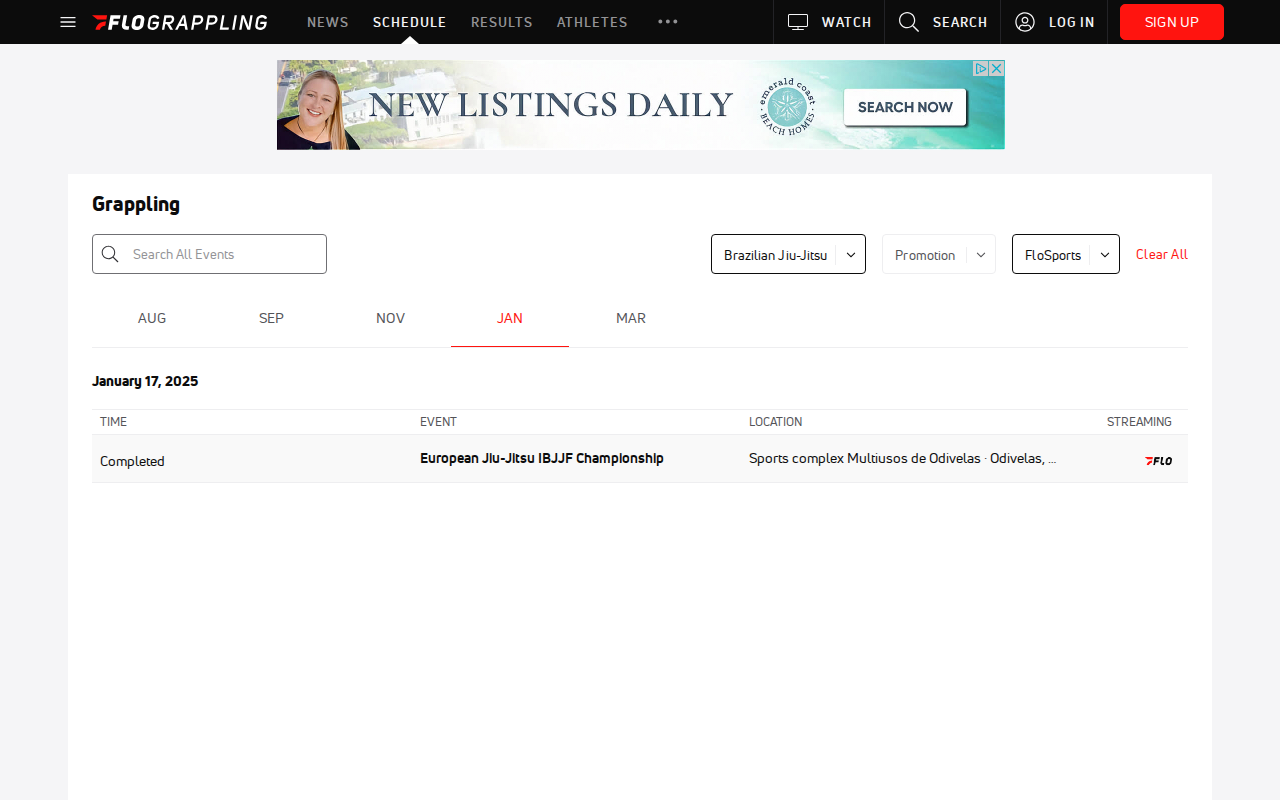 FLOGRAPPLING NEWS SCHEDULE RESULTS ATHLETES WATCH SEARCH LOG IN SIGN UP
NEW LISTINGS DAILY emerald coast BEACH HOMES SEARCH NOW
Grappling
Search All Events Brazilian Jiu-Jitsu Promotion FloSports Clear All
AUG SEP NOV JAN MAR
January 17, 2025
TIME EVENT LOCATION STREAMING
Completed European Jiu-Jitsu IBJJF Championship Sports complex Multiusos de Odivelas · Odivelas, ... FLO